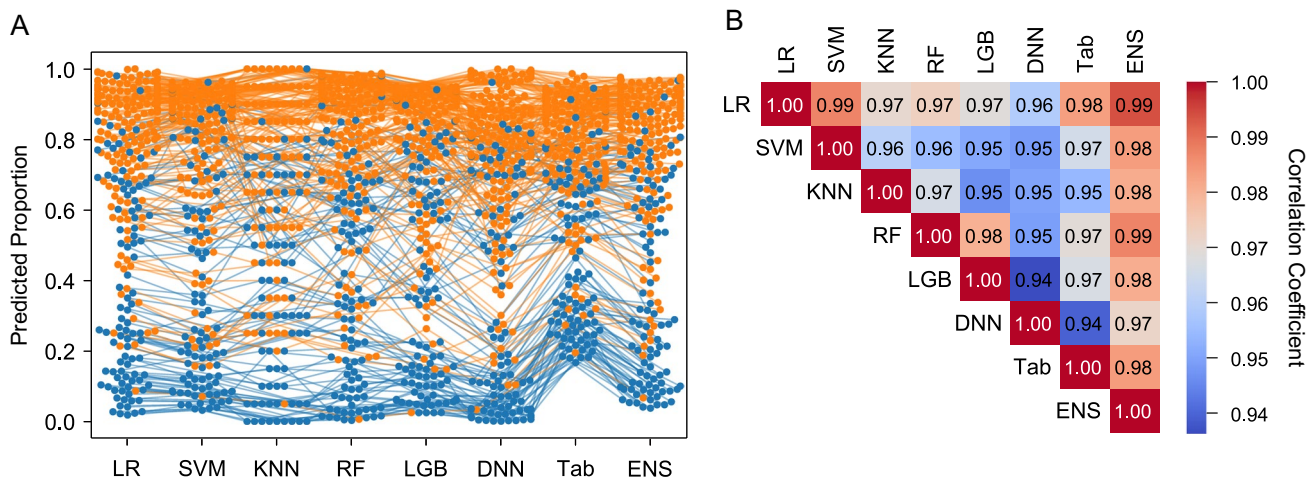 A
Predicted Proportion
1.0
0.8
0.6
0.4
0.2
0.0
LR SVM KNN RF LGB DNN Tab ENS
B
LR SVM KNN RF LGB DNN Tab ENS
LR 1.00 0.99 0.97 0.97 0.97 0.96 0.98 0.99
SVM 1.00 0.96 0.96 0.95 0.95 0.97 0.98
KNN 1.00 0.97 0.95 0.95 0.95 0.98
RF 1.00 0.98 0.95 0.97 0.99
LGB 1.00 0.94 0.97 0.98
DNN 1.00 0.94 0.97
Tab 1.00 0.98
ENS 1.00
1.00
0.99
0.98
0.97
0.96
0.95
0.94
Correlation Coefficient